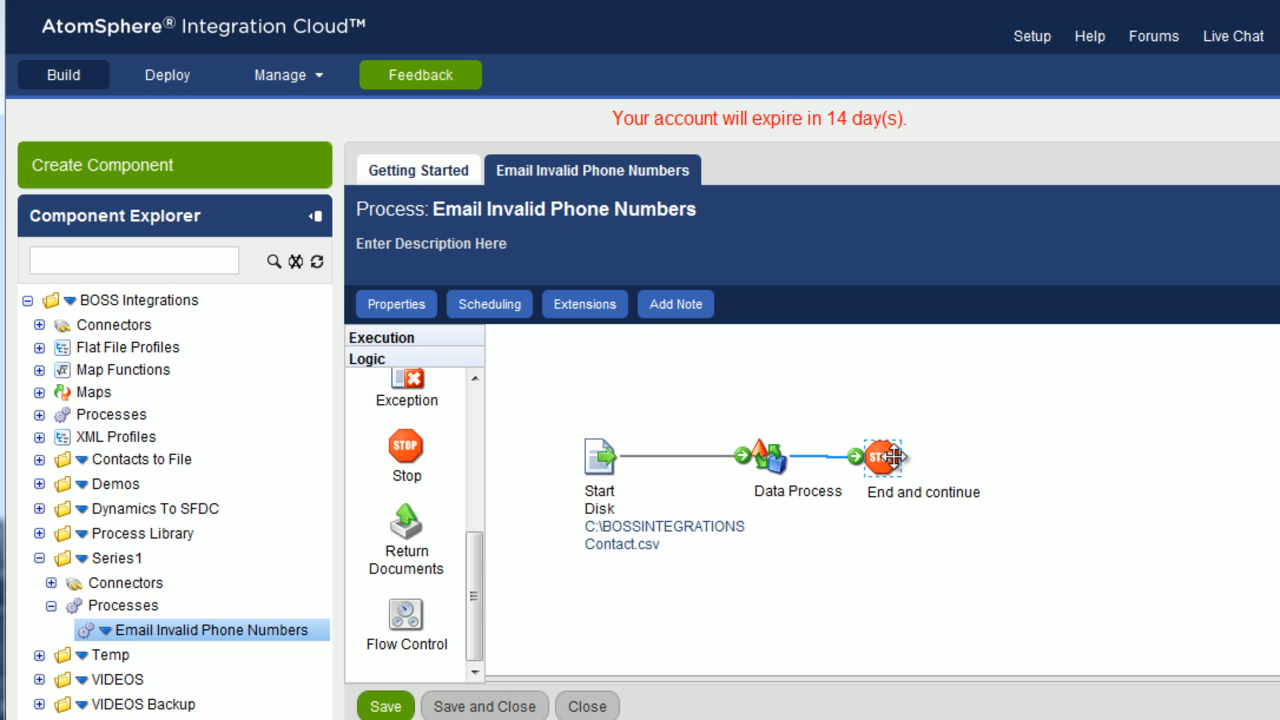 AtomSphere® Integration Cloud™
Setup Help Forums Live Chat
Build Deploy Manage Feedback
Your account will expire in 14 day(s).
Create Component
Getting Started Email Invalid Phone Numbers
Component Explorer
Process: Email Invalid Phone Numbers
Enter Description Here
Properties Scheduling Extensions Add Note
BOSS Integrations
Connectors
Flat File Profiles
Map Functions
Maps
Processes
XML Profiles
Contacts to File
Demos
Dynamics To SFDC
Process Library
Series1
Connectors
Processes
Email Invalid Phone Numbers
Temp
VIDEOS
VIDEOS Backup
Execution
Logic
Exception
STOP
Stop
Return
Documents
Flow Control
Start
Disk
C:\BOSSINTEGRATIONS
Contact.csv
Data Process
ST
End and continue
Save Save and Close Close